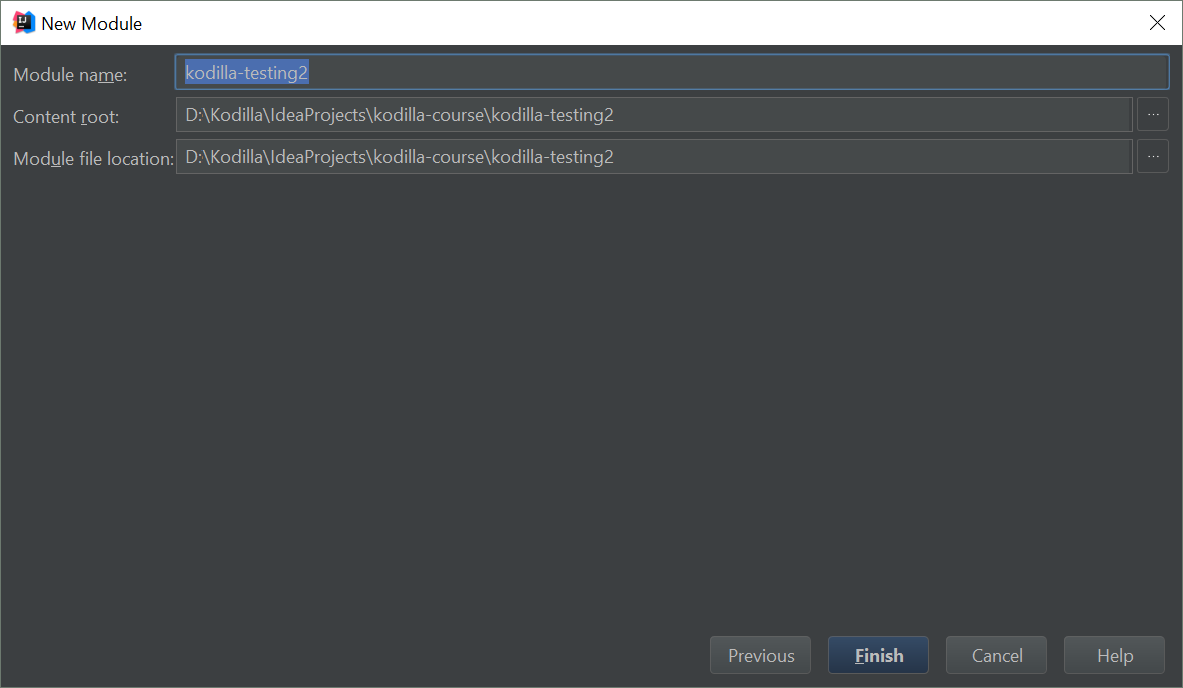 New Module
Module name: kodilla-testing2
Content root: D:\Kodilla\IdeaProjects\kodilla-course\kodilla-testing2 ...
Module file location: D:\Kodilla\IdeaProjects\kodilla-course\kodilla-testing2 ...
Previous Finish Cancel Help